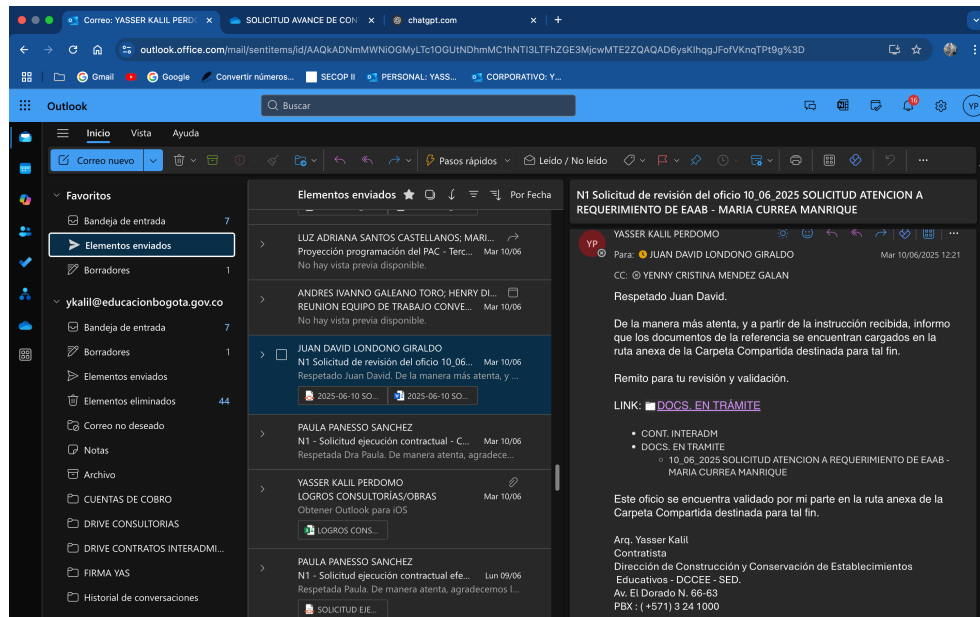 Correo: YASSER KALIL PERD
SOLICITUD AVANCE DE CON
chatgpt.com
outlook.office.com/mail/sentitems/id/AAQkADNmMWNiOGMyLTc1OGUtNDhmMC1hNTI3LTFhZGE3MjcwMTE2ZQAQAD6ysKlhqgJFofVKnqTPt9g%3D
Gmail
Google
Convertir números...
SECOP II
PERSONAL: YASS...
CORPORATIVO: Y...
Outlook
Buscar
16
YP
Inicio
Vista
Ayuda
Correo nuevo
Pasos rápidos
Leído / No leído
Favoritos
Bandeja de entrada 7
Elementos enviados
Borradores 1
ykalil@educacionbogota.gov.co
Bandeja de entrada 7
Borradores 1
Elementos enviados
Elementos eliminados 44
Correo no deseado
Notas
Archivo
CUENTAS DE COBRO
DRIVE CONSULTORIAS
DRIVE CONTRATOS INTERADMI...
FIRMA YAS
Historial de conversaciones
Elementos enviados
Por Fecha
LUZ ADRIANA SANTOS CASTELLANOS; MARI...
Proyección programación del PAC - Terc... Mar 10/06
No hay vista previa disponible.
ANDRES IVANNO GALEANO TORO; HENRY DI...
REUNION EQUIPO DE TRABAJO CONVE... Mar 10/06
No hay vista previa disponible.
JUAN DAVID LONDONO GIRALDO
N1 Solicitud de revisión del oficio 10_06... Mar 10/06
Respetado Juan David. De la manera más atenta, y ...
2025-06-10 SO...
2025-06-10 SO...
PAULA PANESSO SANCHEZ
N1 - Solicitud ejecución contractual - C... Mar 10/06
Respetada Dra Paula. De manera atenta, agradece...
YASSER KALIL PERDOMO
LOGROS CONSULTORÍAS/OBRAS Mar 10/06
Obtener Outlook para iOS
LOGROS CONS...
PAULA PANESSO SANCHEZ
N1 - Solicitud ejecución contractual efe... Lun 09/06
Respetada Paula. De manera atenta, agradecemos l...
SOLICITUD EJE...
N1 Solicitud de revisión del oficio 10_06_2025 SOLICITUD ATENCION A
REQUERIMIENTO DE EAAB - MARIA CURREA MANRIQUE
YP
YASSER KALIL PERDOMO
Para: JUAN DAVID LONDONO GIRALDO Mar 10/06/2025 12:21
CC: YENNY CRISTINA MENDEZ GALAN
Respetado Juan David.
De la manera más atenta, y a partir de la instrucción recibida, informo
que los documentos de la referencia se encuentran cargados en la
ruta anexa de la Carpeta Compartida destinada para tal fin.
Remito para tu revisión y validación.
LINK: DOCS. EN TRÁMITE
• CONT. INTERADM
• DOCS. EN TRAMITE
○ 10_06_2025 SOLICITUD ATENCION A REQUERIMIENTO DE EAAB -
MARIA CURREA MANRIQUE
Este oficio se encuentra validado por mi parte en la ruta anexa de la
Carpeta Compartida destinada para tal fin.
Arq. Yasser Kalil
Contratista
Dirección de Construcción y Conservación de Establecimientos
Educativos - DCCEE - SED.
Av. El Dorado N. 66-63
PBX : ( +571) 3 24 1000